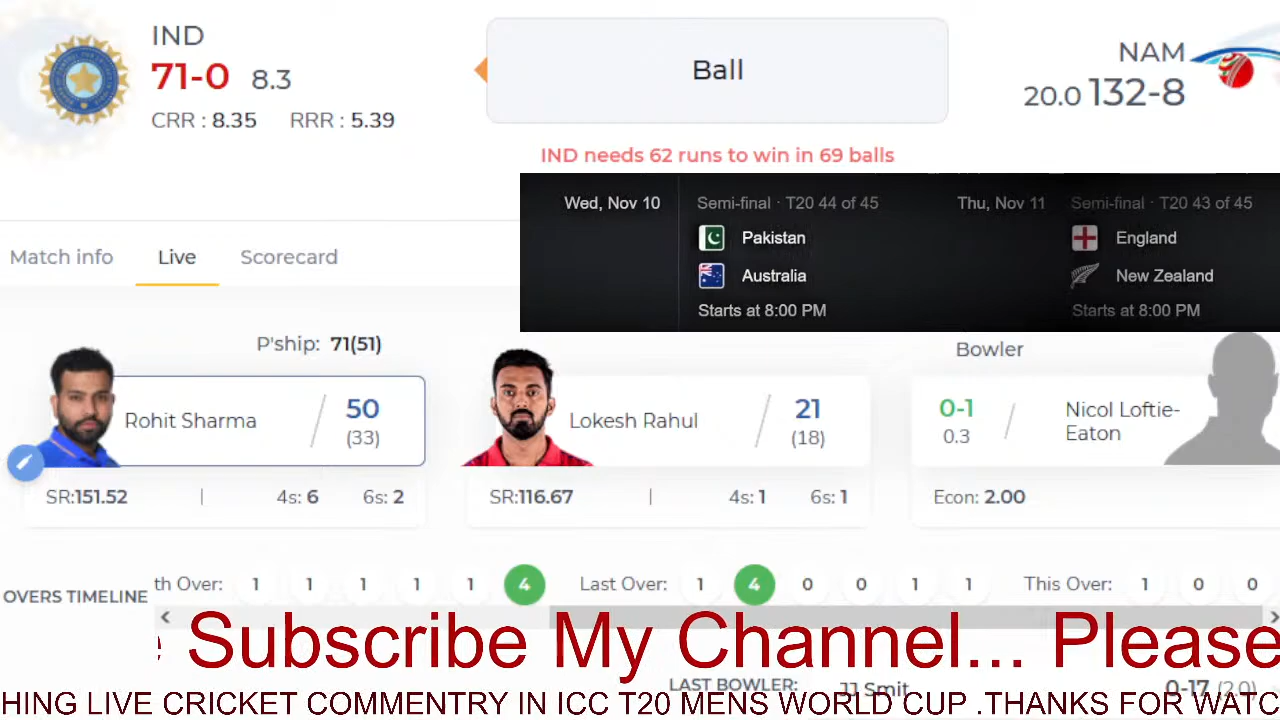 IND
71-0 8.3
CRR : 8.35 RRR : 5.39
Ball
NAM
20.0 132-8
IND needs 62 runs to win in 69 balls
Wed, Nov 10
Semi-final · T20 44 of 45
Pakistan
Australia
Starts at 8:00 PM
Thu, Nov 11
Semi-final · T20 43 of 45
England
New Zealand
Starts at 8:00 PM
Match info Live Scorecard
P'ship: 71(51)
Bowler
Rohit Sharma
50
(33)
SR:151.52 | 4s: 6 6s: 2
Lokesh Rahul
21
(18)
SR:116.67 | 4s: 1 6s: 1
0-1
0.3
Nicol Loftie-
Eaton
Econ: 2.00
OVERS TIMELINE
th Over: 1 1 1 1 1 4 Last Over: 1 4 0 0 1 1 This Over: 1 0 0
Subscribe My Channel... Please
LAST BOWLER: JJ Smit 0-17 (2.0)
HING LIVE CRICKET COMMENTRY IN ICC T20 MENS WORLD CUP .THANKS FOR WATC